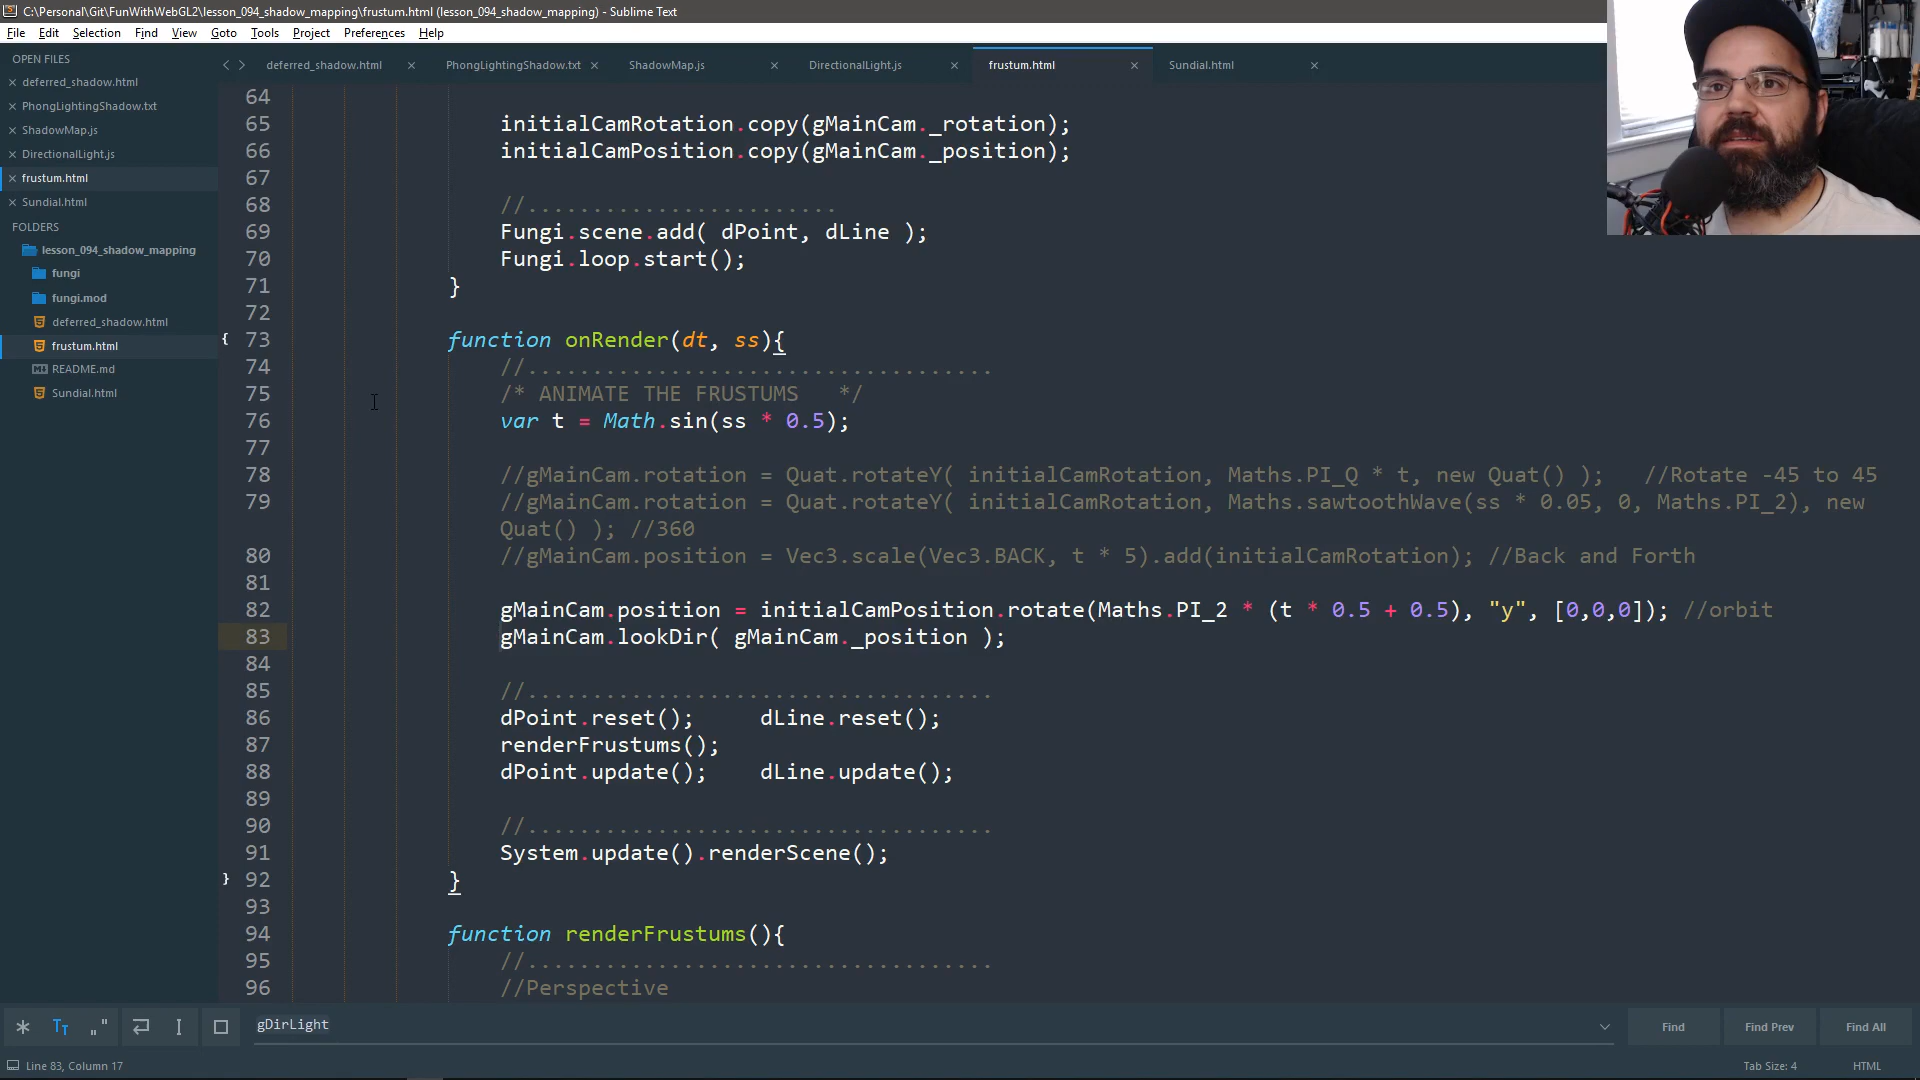 C:\Personal\Git\FunWithWebGL2\lesson_094_shadow_mapping\frustum.html (lesson_094_shadow_mapping) - Sublime Text
File Edit Selection Find View Goto Tools Project Preferences Help
OPEN FILES
deferred_shadow.html
PhongLightingShadow.txt
ShadowMap.js
DirectionalLight.js
frustum.html
Sundial.html
FOLDERS
lesson_094_shadow_mapping
fungi
fungi.mod
deferred_shadow.html
frustum.html
README.md
Sundial.html
deferred_shadow.html PhongLightingShadow.txt ShadowMap.js DirectionalLight.js frustum.html Sundial.html
64
65 initialCamRotation.copy(gMainCam._rotation);
66 initialCamPosition.copy(gMainCam._position);
67
68 //........................
69 Fungi.scene.add( dPoint, dLine );
70 Fungi.loop.start();
71 }
72
{ 73 function onRender(dt, ss){
74 //....................................
75 /* ANIMATE THE FRUSTUMS   */
76 var t = Math.sin(ss * 0.5);
77
78 //gMainCam.rotation = Quat.rotateY( initialCamRotation, Maths.PI_Q * t, new Quat() );   //Rotate -45 to 45
79 //gMainCam.rotation = Quat.rotateY( initialCamRotation, Maths.sawtoothWave(ss * 0.05, 0, Maths.PI_2), new
Quat() ); //360
80 //gMainCam.position = Vec3.scale(Vec3.BACK, t * 5).add(initialCamRotation); //Back and Forth
81
82 gMainCam.position = initialCamPosition.rotate(Maths.PI_2 * (t * 0.5 + 0.5), "y", [0,0,0]); //orbit
83 gMainCam.lookDir( gMainCam._position );
84
85 //....................................
86 dPoint.reset();     dLine.reset();
87 renderFrustums();
88 dPoint.update();    dLine.update();
89
90 //....................................
91 System.update().renderScene();
} 92 }
93
94 function renderFrustums(){
95 //....................................
96 //Perspective
gDirLight
Find Find Prev Find All
Line 83, Column 17
Tab Size: 4 HTML